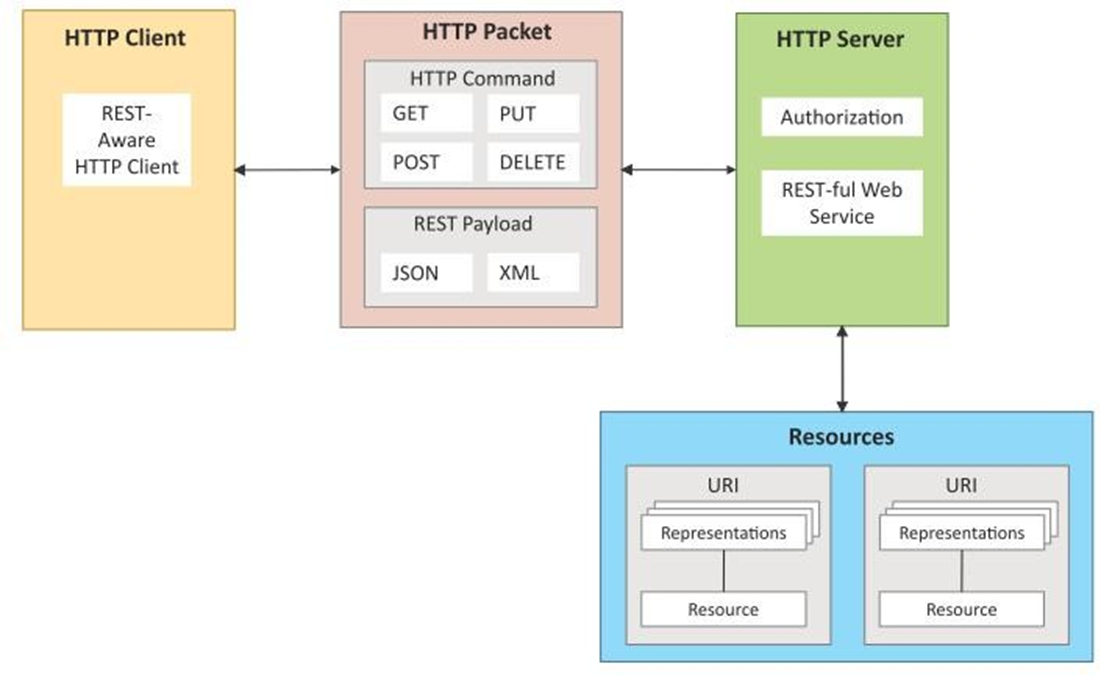 HTTP Client
REST-
Aware
HTTP Client
HTTP Packet
HTTP Command
GET
PUT
POST
DELETE
REST Payload
JSON
XML
HTTP Server
Authorization
REST-ful Web
Service
Resources
URI
Representations
Resource
URI
Representations
Resource